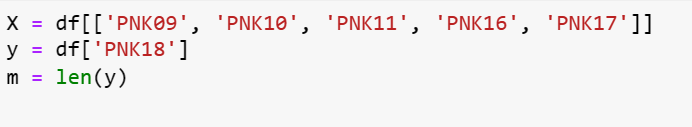 X = df[['PNK09', 'PNK10', 'PNK11', 'PNK16', 'PNK17']]
y = df['PNK18']
m = len(y)